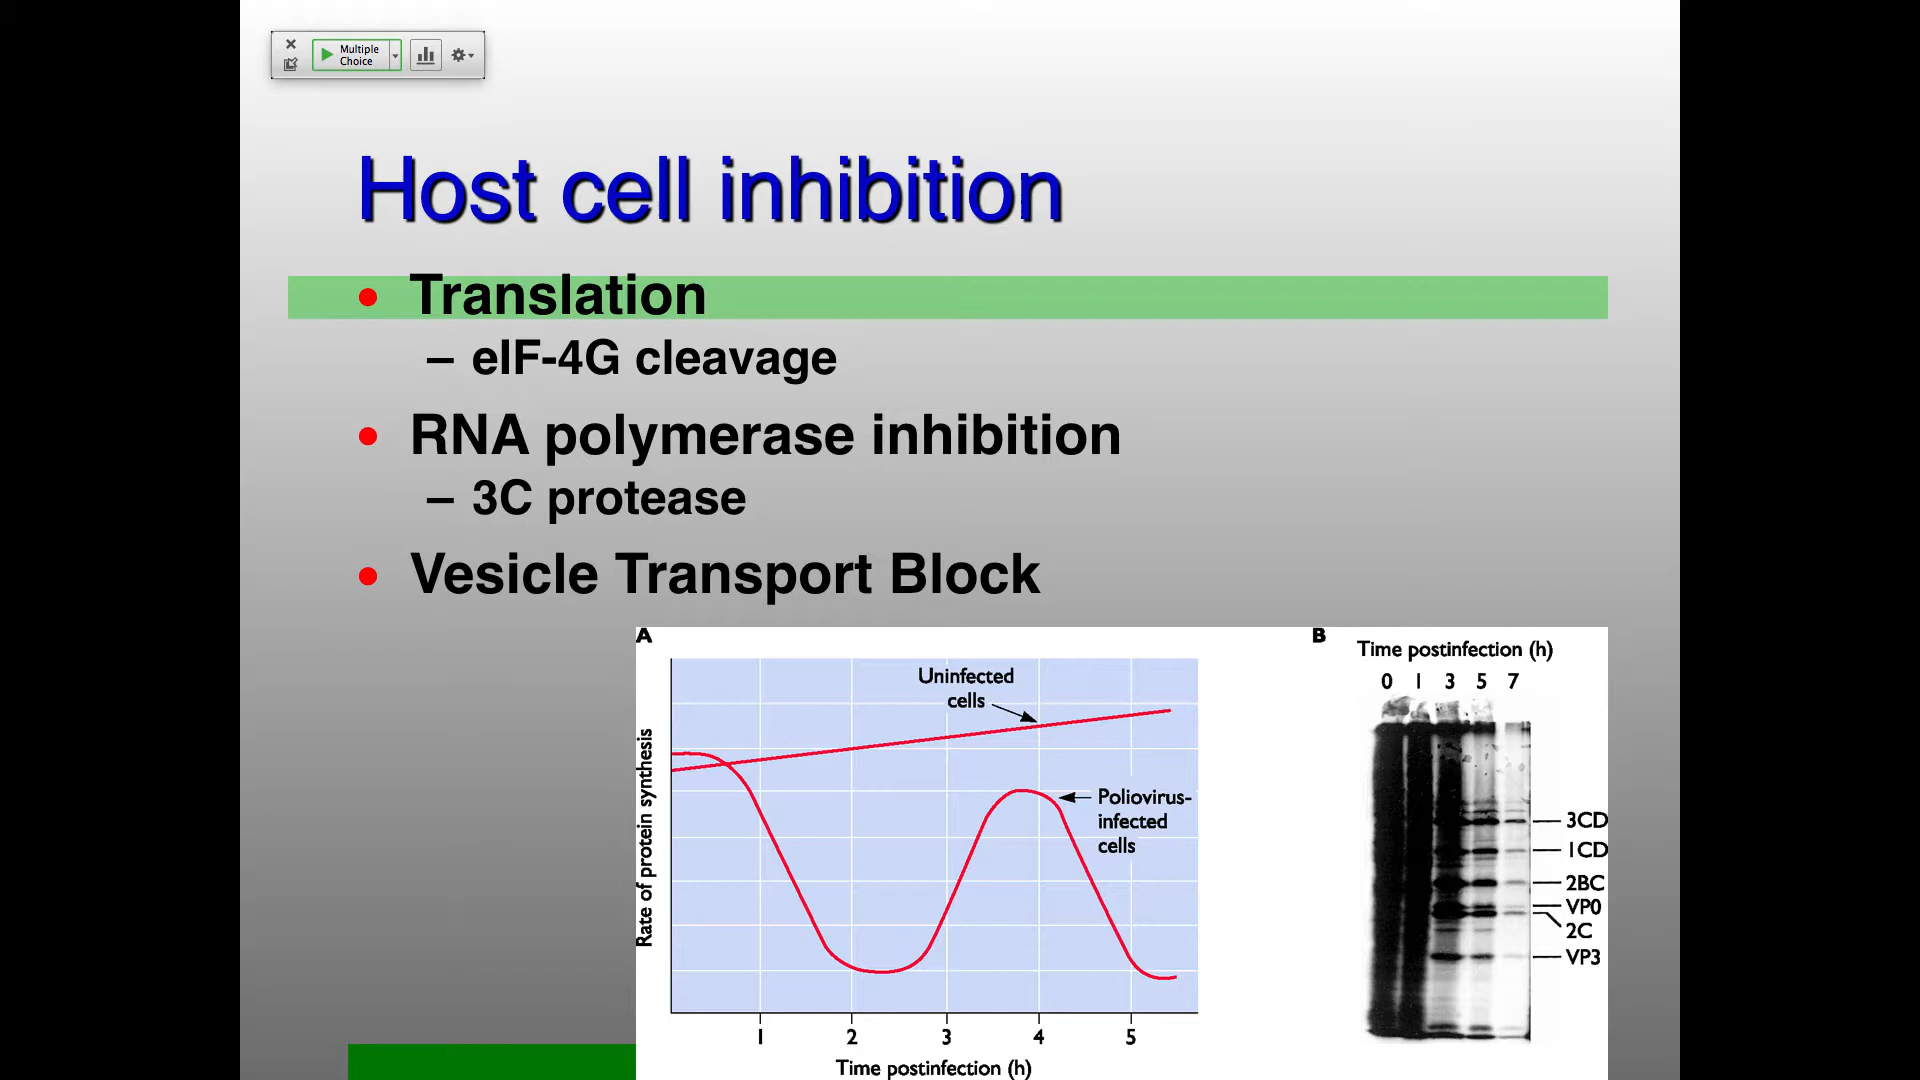 Multiple
Choice
Host cell inhibition
• Translation
– eIF-4G cleavage
• RNA polymerase inhibition
– 3C protease
• Vesicle Transport Block
A
Uninfected
cells
Poliovirus-
infected
cells
Rate of protein synthesis
1 2 3 4 5
Time postinfection (h)
B
Time postinfection (h)
0 1 3 5 7
3CD
1CD
2BC
VP0
2C
VP3